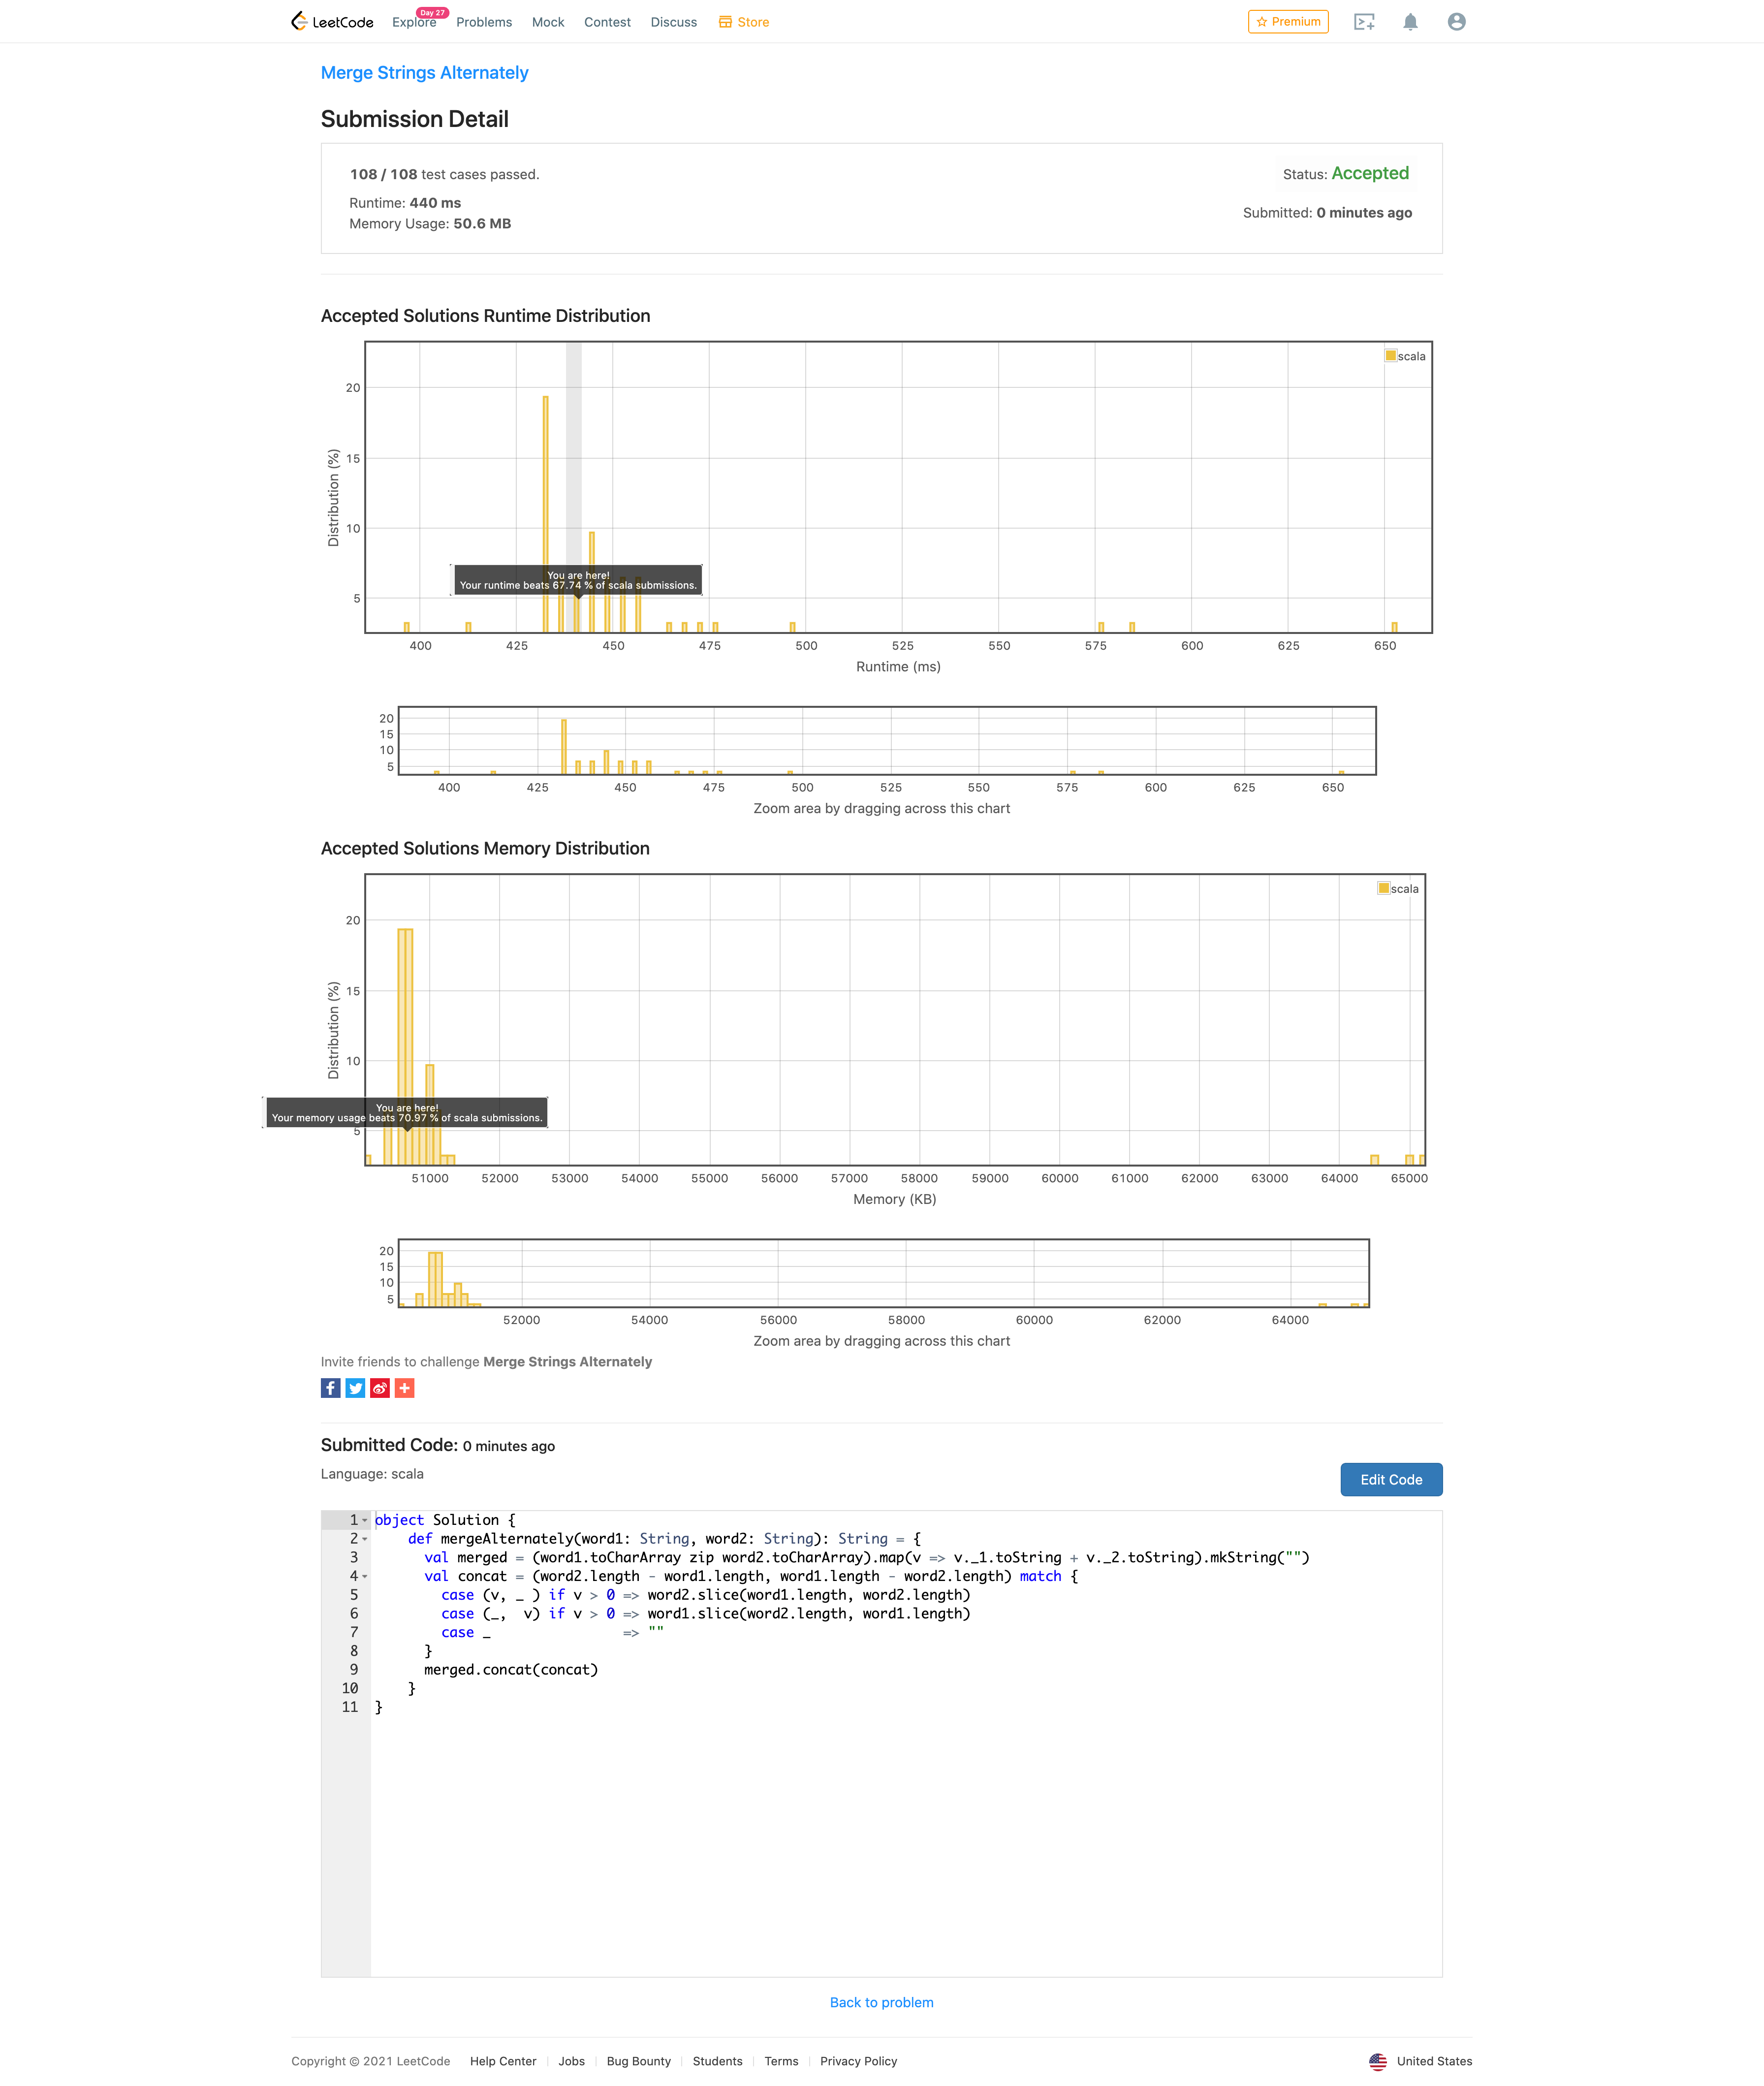 LeetCode Explore Day 27 Problems Mock Contest Discuss Store Premium
Merge Strings Alternately
Submission Detail
108 / 108 test cases passed.
Status: Accepted
Runtime: 440 ms
Submitted: 0 minutes ago
Memory Usage: 50.6 MB
Accepted Solutions Runtime Distribution
scala
20
15
10
5
Distribution (%)
You are here!
Your runtime beats 67.74 % of scala submissions.
400 425 450 475 500 525 550 575 600 625 650
Runtime (ms)
20
15
10
5
400 425 450 475 500 525 550 575 600 625 650
Zoom area by dragging across this chart
Accepted Solutions Memory Distribution
scala
20
15
10
5
Distribution (%)
You are here!
Your memory usage beats 70.97 % of scala submissions.
51000 52000 53000 54000 55000 56000 57000 58000 59000 60000 61000 62000 63000 64000 65000
Memory (KB)
20
15
10
5
52000 54000 56000 58000 60000 62000 64000
Zoom area by dragging across this chart
Invite friends to challenge Merge Strings Alternately
Submitted Code: 0 minutes ago
Language: scala
Edit Code
1 object Solution {
2     def mergeAlternately(word1: String, word2: String): String = {
3       val merged = (word1.toCharArray zip word2.toCharArray).map(v => v._1.toString + v._2.toString).mkString("")
4       val concat = (word2.length - word1.length, word1.length - word2.length) match {
5         case (v, _ ) if v > 0 => word2.slice(word1.length, word2.length)
6         case (_,  v) if v > 0 => word1.slice(word2.length, word1.length)
7         case _                => ""
8       }
9       merged.concat(concat)
10     }
11 }
Back to problem
Copyright © 2021 LeetCode Help Center Jobs Bug Bounty Students Terms Privacy Policy United States